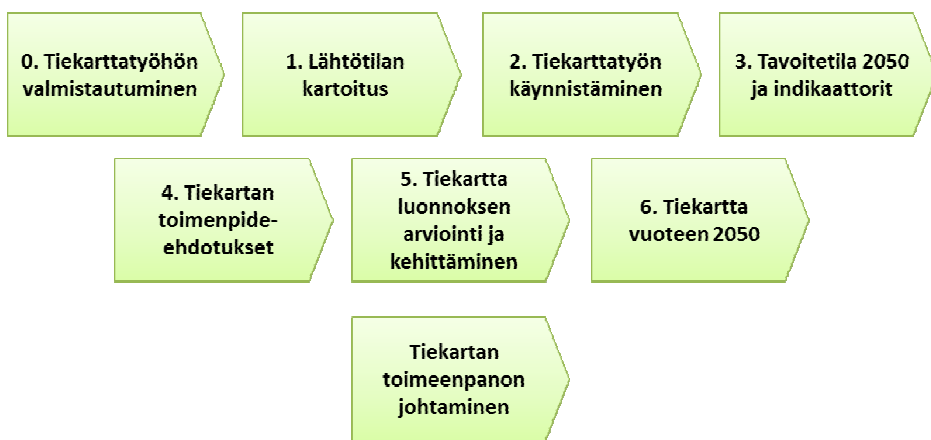 0. Tiekarttatyöhön
valmistautuminen
1. Lähtötilan
kartoitus
2. Tiekarttatyön
käynnistäminen
3. Tavoitetila 2050
ja indikaattorit
4. Tiekartan
toimenpide-
ehdotukset
5. Tiekartta
luonnoksen
arviointi ja
kehittäminen
6. Tiekartta
vuoteen 2050
Tiekartan
toimeenpanon
johtaminen